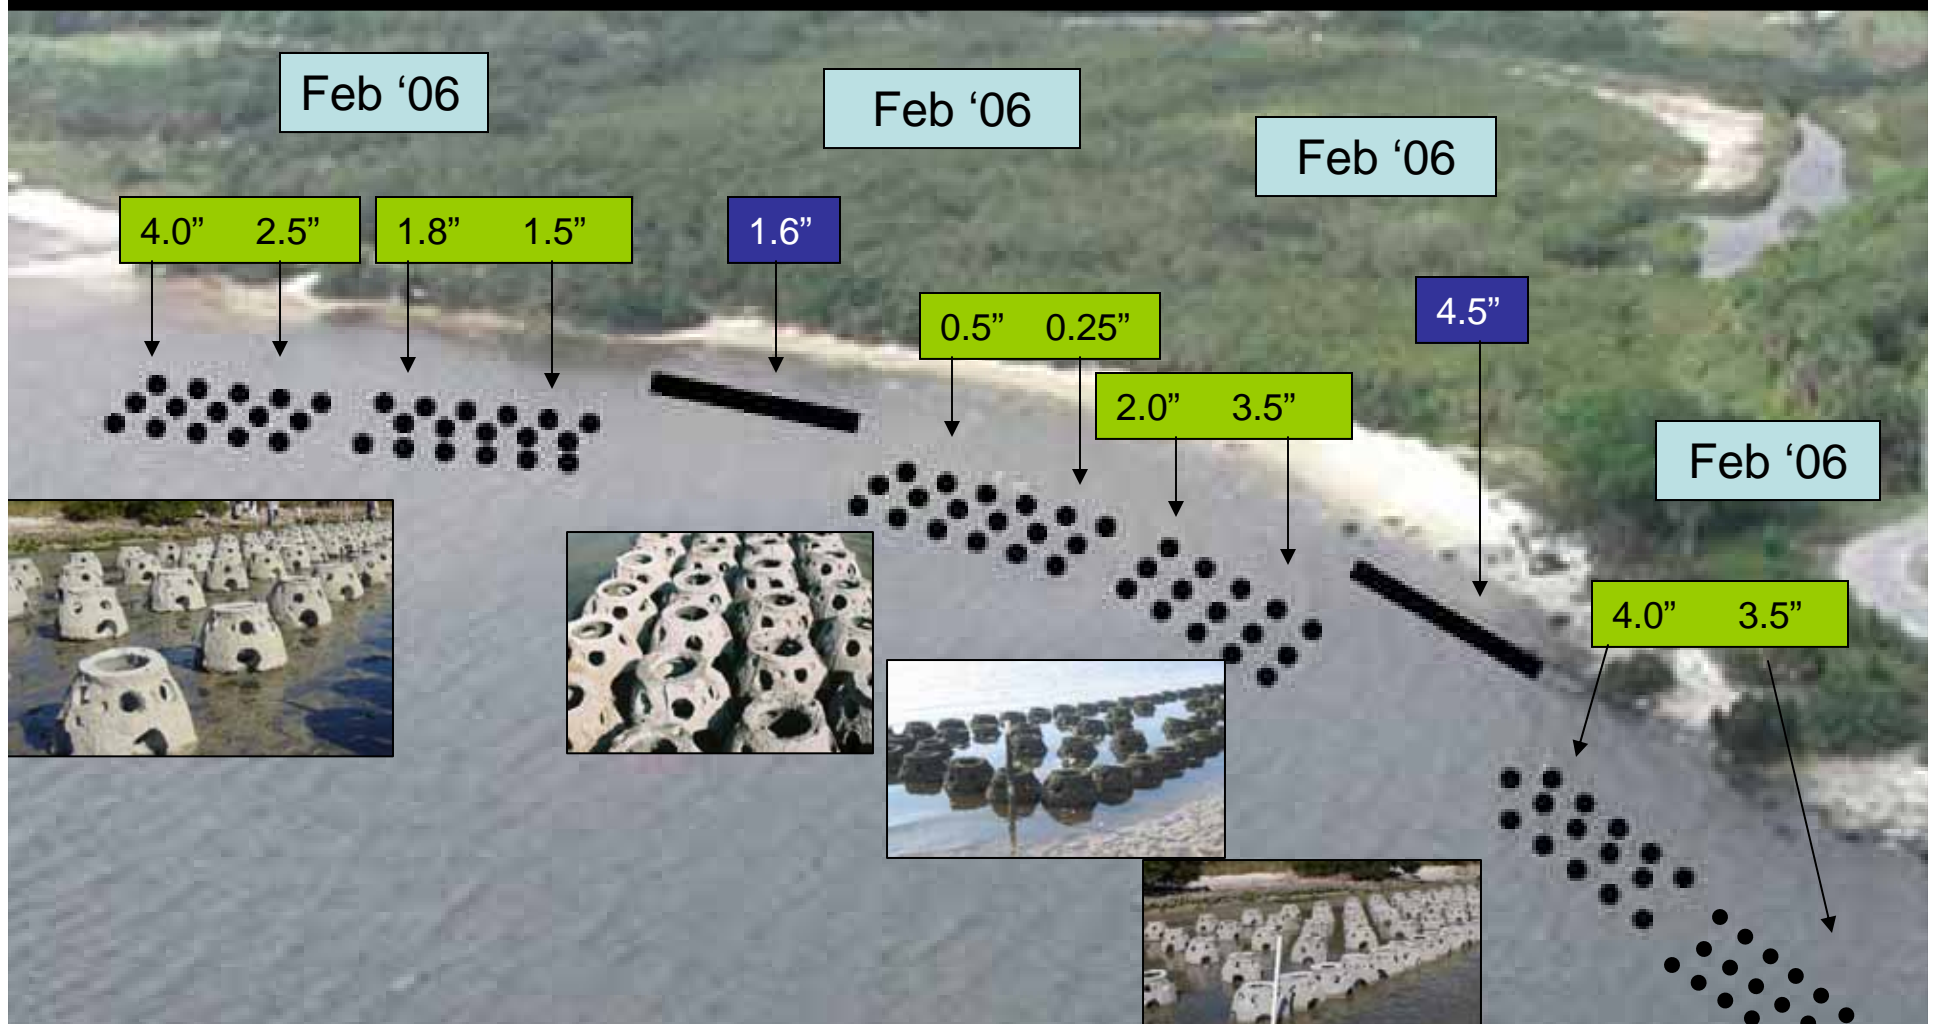 Feb ‘06
Feb ‘06
Feb ‘06
4.0” 2.5”
1.8” 1.5”
1.6”
0.5” 0.25”
4.5”
2.0” 3.5”
Feb ‘06
4.0” 3.5”